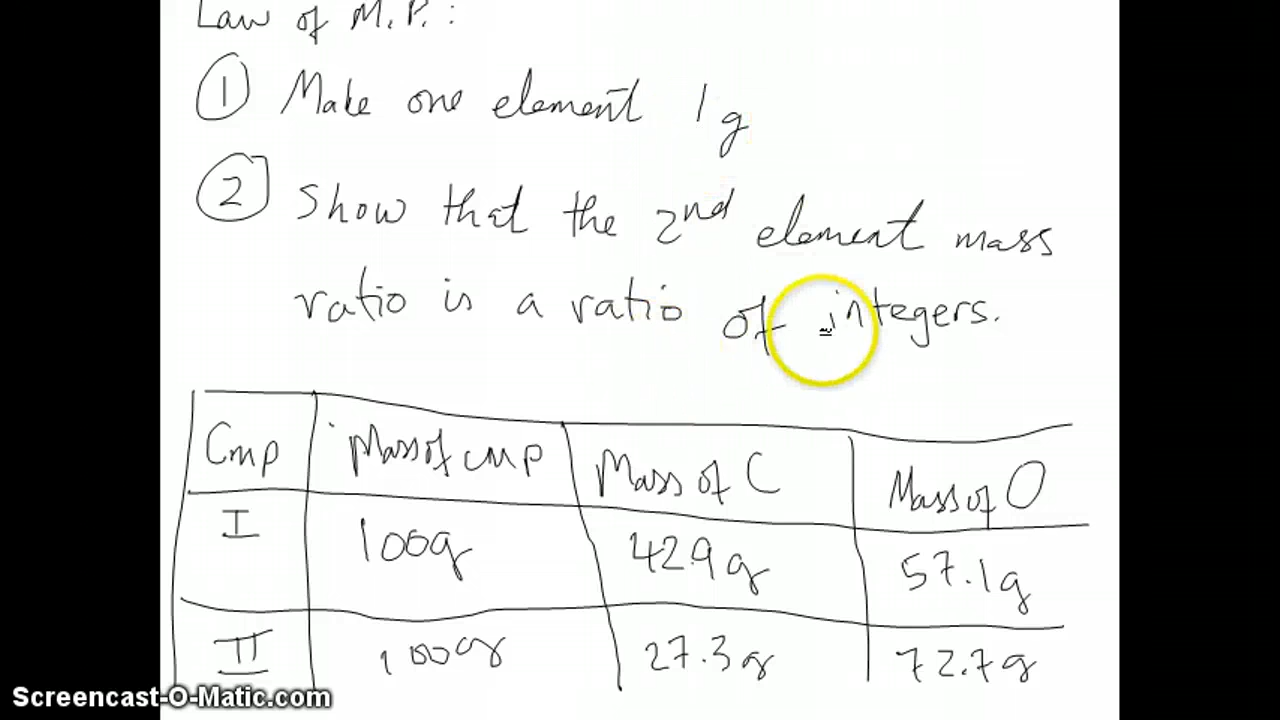 Law of M.P.:
① Make one element 1g
② Show that the 2nd element mass
ratio is a ratio of integers.
Cmp Mass of cmp Mass of C Mass of O
I 100g 42.9g 57.1g
II 100g 27.3g 72.7g
Screencast-O-Matic.com